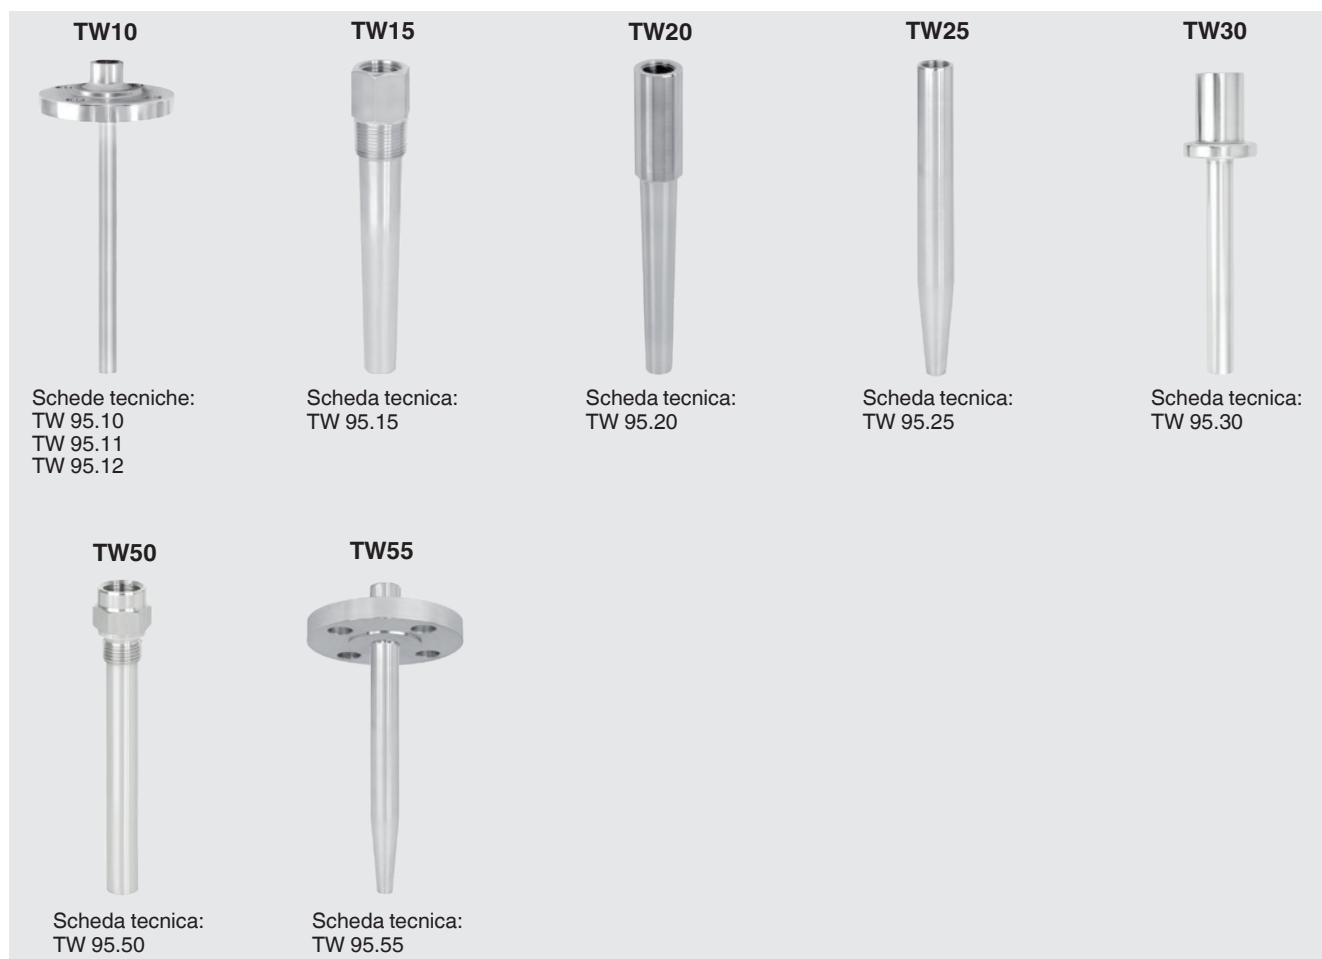 TW10
TW15
TW20
TW25
TW30
Schede tecniche:
TW 95.10
TW 95.11
TW 95.12
Scheda tecnica:
TW 95.15
Scheda tecnica:
TW 95.20
Scheda tecnica:
TW 95.25
Scheda tecnica:
TW 95.30
TW50
TW55
Scheda tecnica:
TW 95.50
Scheda tecnica:
TW 95.55